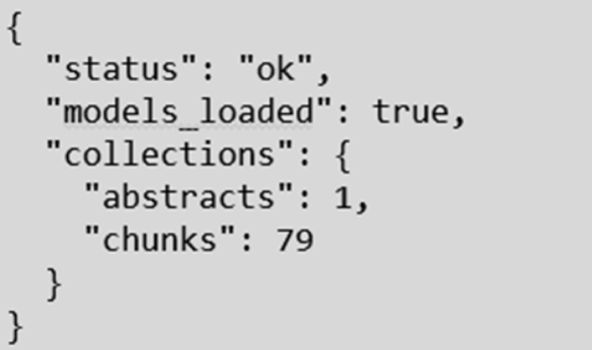 {
  "status": "ok",
  "models_loaded": true,
  "collections": {
    "abstracts": 1,
    "chunks": 79
  }
}